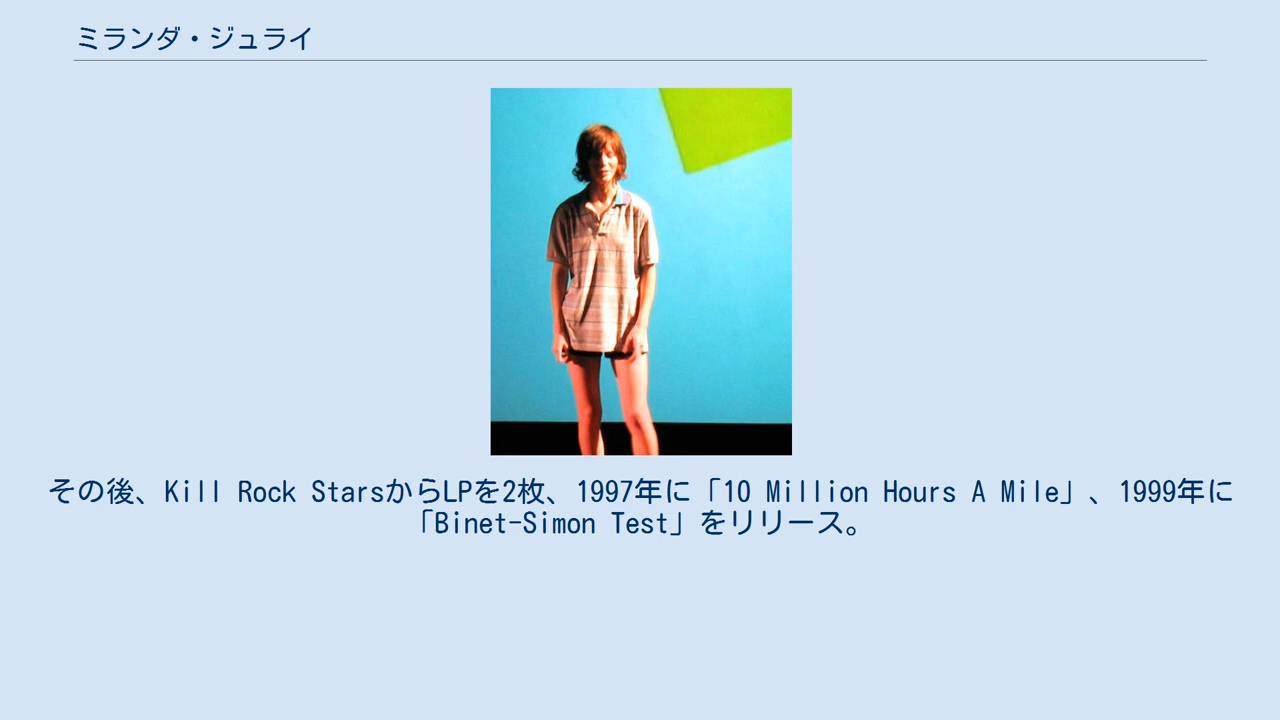 ミランダ・ジュライ
その後、Kill Rock StarsからLPを2枚、1997年に「10 Million Hours A Mile」、1999年に
「Binet-Simon Test」をリリース。